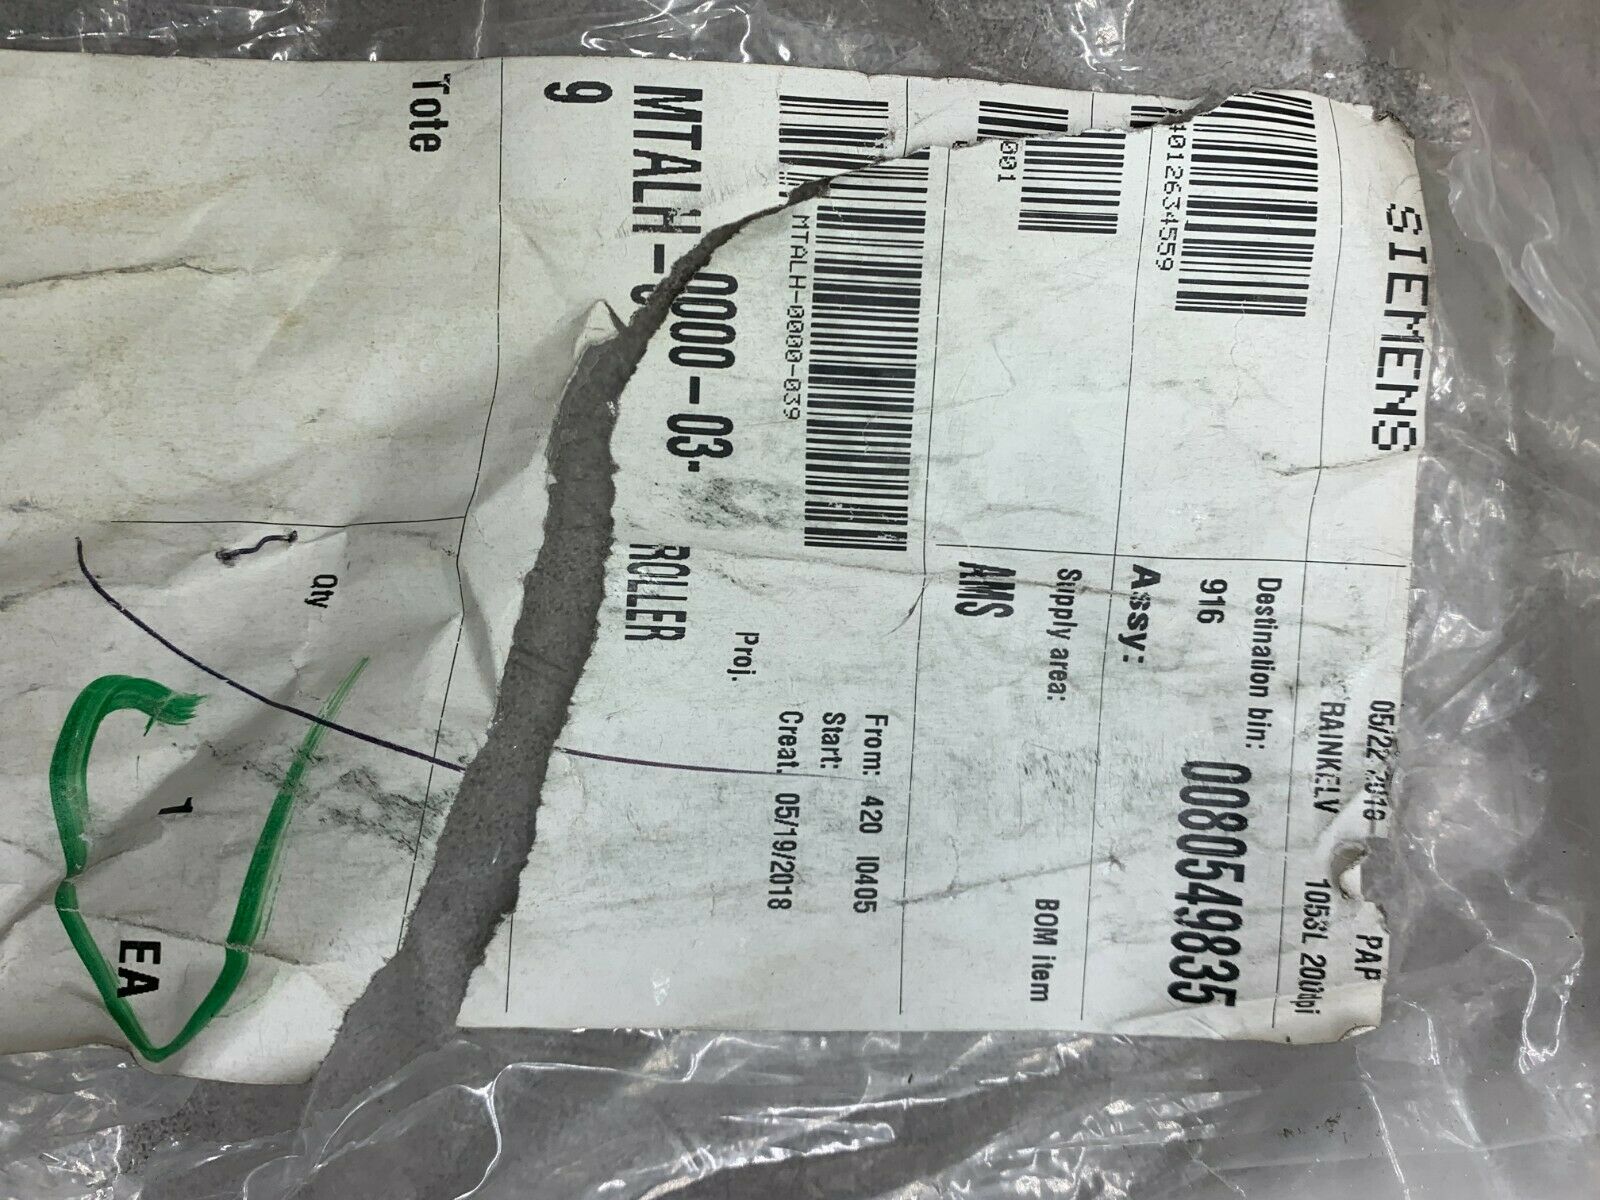 SIEMENS
05/22/2018 PAP
RAINKELV 1058L 200dpi
4012634559
Destination bin:
916 0080549835
Assy:
001
Supply area: BOM item
AMS
MTALH-0000-039
From: 420 I0405
Start:
Creat. 05/19/2018
Proj.
MTALH-0000-03-
9
ROLLER
Tote
Qty
1 EA